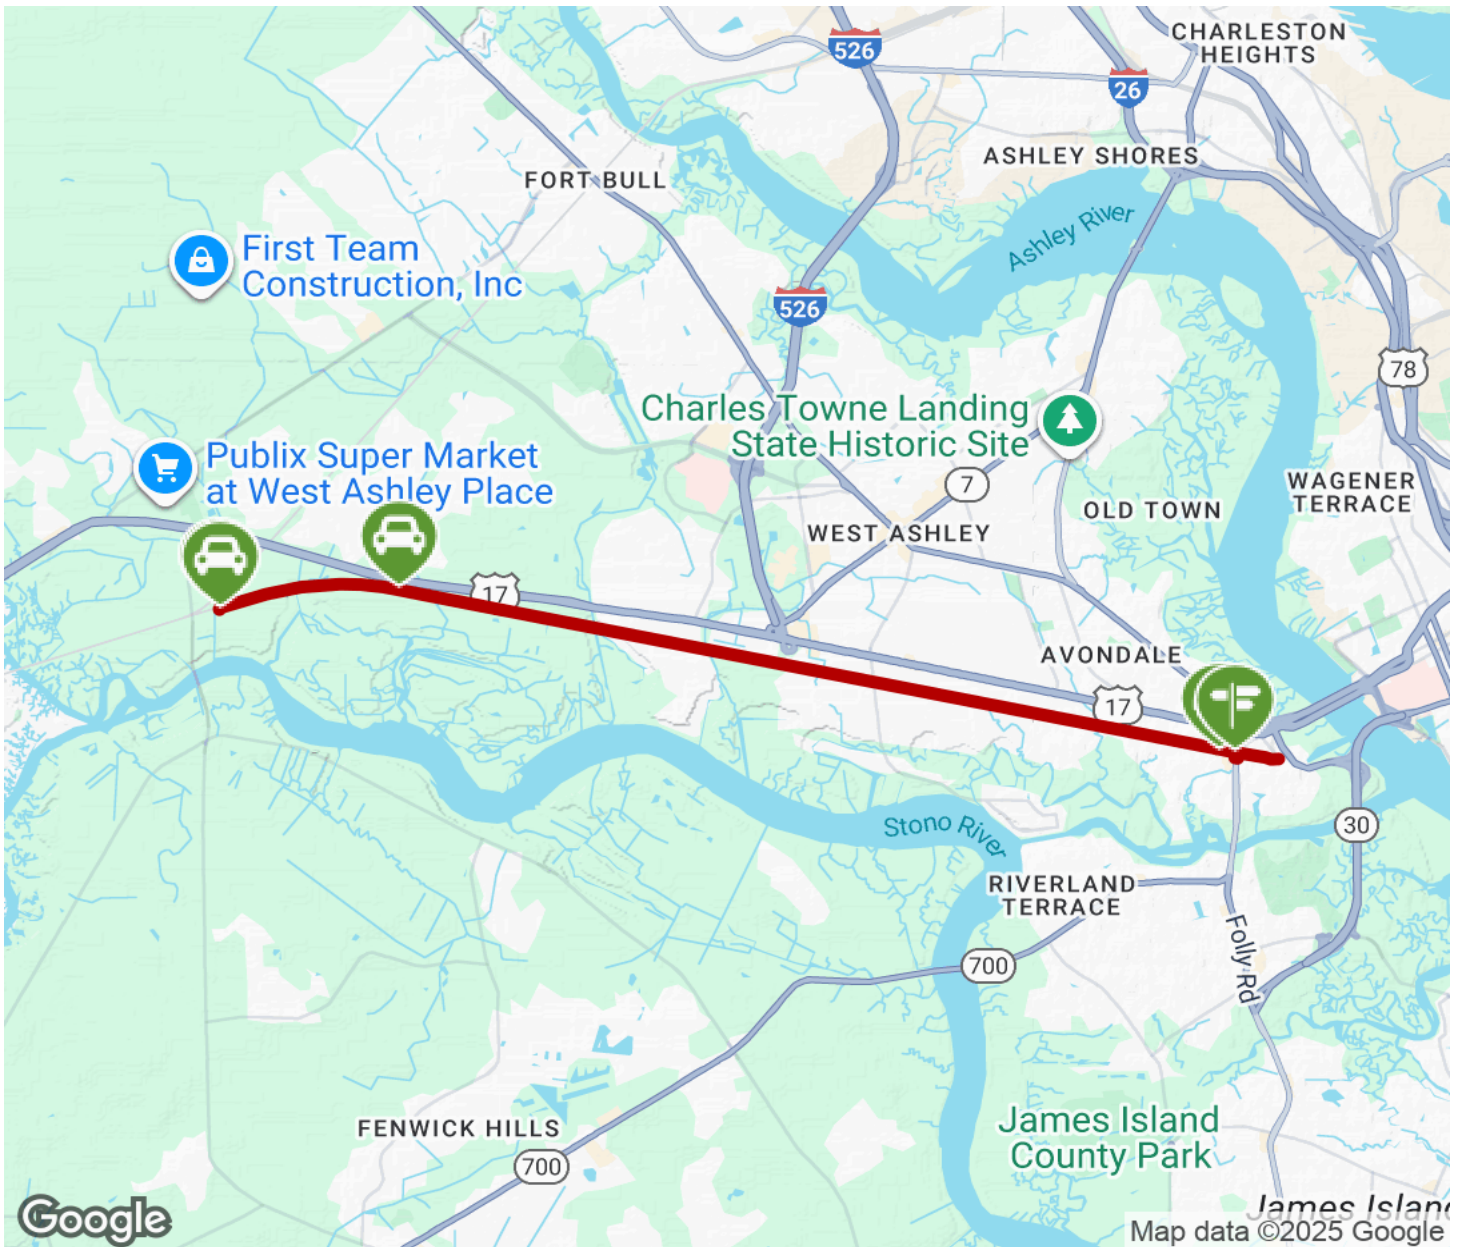 CHARLESTON
HEIGHTS
526
26
ASHLEY SHORES
FORT BULL
Ashley River
First Team
Construction, Inc
526
78
Charles Towne Landing
State Historic Site
Publix Super Market
at West Ashley Place
7
WAGENER
TERRACE
OLD TOWN
WEST ASHLEY
17
AVONDALE
17
Stono River
30
RIVERLAND
TERRACE
Folly Rd
700
James Island
County Park
FENWICK HILLS
700
James Islan
Google
Map data ©2025 Google